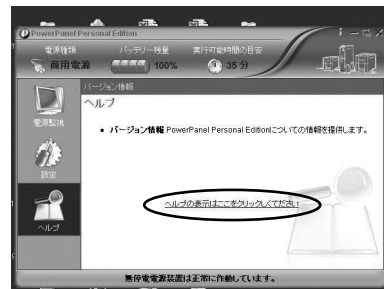 PowerPanel Personal Edition
電源種類 バッテリー残量 実行可能時間の目安
商用電源 100% 35 分
バージョン情報
ヘルプ
電源監視
• バージョン情報 PowerPanel Personal Editionについての情報を提供します。
設定
ヘルプの表示はここをクリックしてください
ヘルプ
無停電電源装置は正常に作動しています。